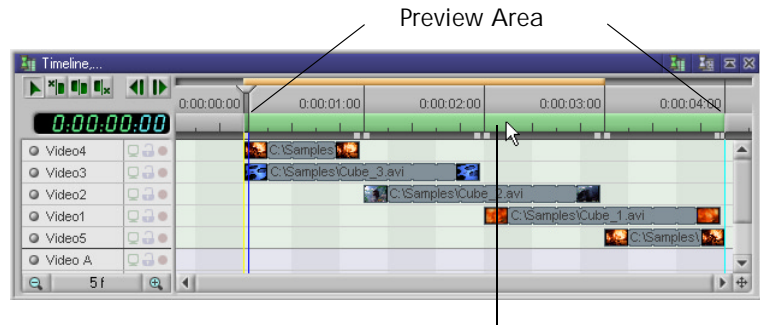 Preview Area
Timeline,...
0:00:00:00 0:00:01:00 0:00:02:00 0:00:03:00 0:00:04:00
0:00:00:00
Video4 C:\Samples
Video3 C:\Samples\Cube_3.avi
Video2 C:\Samples\Cube_2.avi
Video1 C:\Samples\Cube_1.avi
Video5 C:\Samples\
Video A
5 f